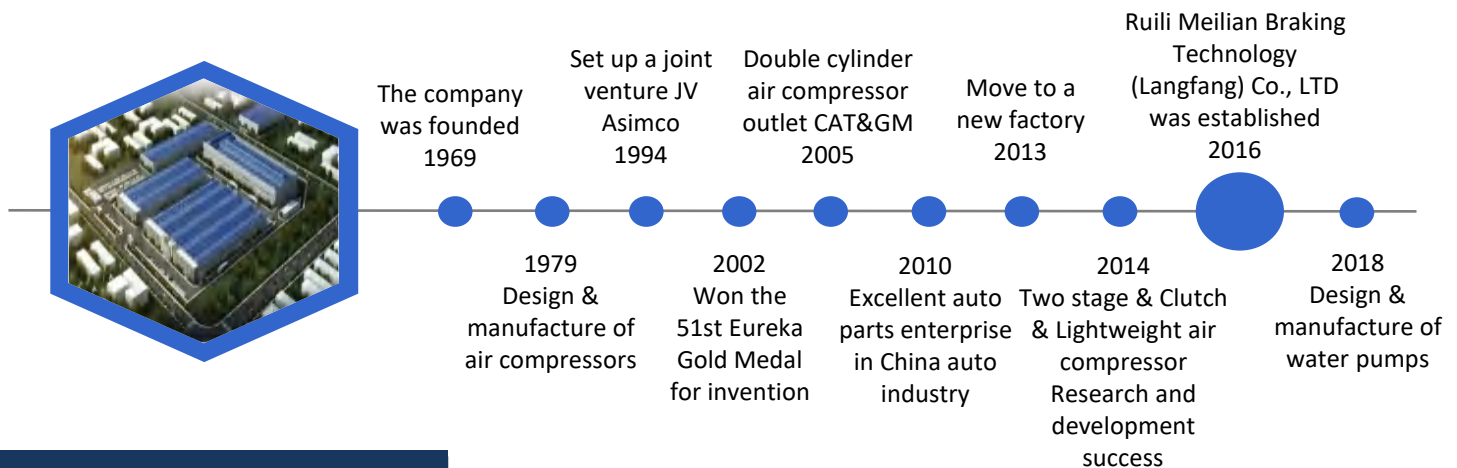 The company
was founded
1969
1979
Design &
manufacture of
air compressors
Set up a joint
venture JV
Asimco
1994
2002
Won the
51st Eureka
Gold Medal
for invention
Double cylinder
air compressor
outlet CAT&GM
2005
2010
Excellent auto
parts enterprise
in China auto
industry
Move to a
new factory
2013
2014
Two stage & Clutch
& Lightweight air
compressor
Research and
development
success
Ruili Meilian Braking
Technology
(Langfang) Co., LTD
was established
2016
2018
Design &
manufacture of
water pumps